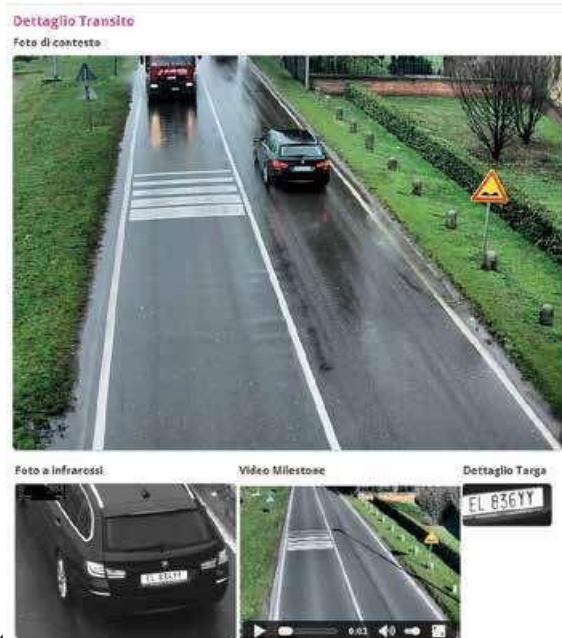 Dettaglio Transito
Foto di contesto
Foto a infrarossi
Video Milestone
Dettaglio Targa
EL 836YY
EL 836YY
0:03